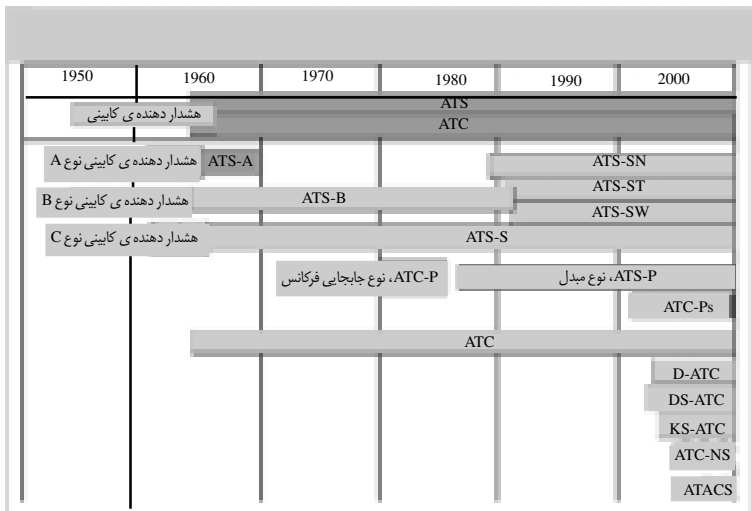 1950 1960 1970 1980 1990 2000
ATS
هشدار دهنده ی کابینی
ATC
هشدار دهنده ی کابینی نوع A ATS-A ATS-SN
ATS-ST
هشدار دهنده ی کابینی نوع B ATS-B
ATS-SW
هشدار دهنده ی کابینی نوع C ATS-S
ATC-P، نوع جابجایی فرکانس ATS-P، نوع مبدل
ATC-Ps
ATC
D-ATC
DS-ATC
KS-ATC
ATC-NS
ATACS